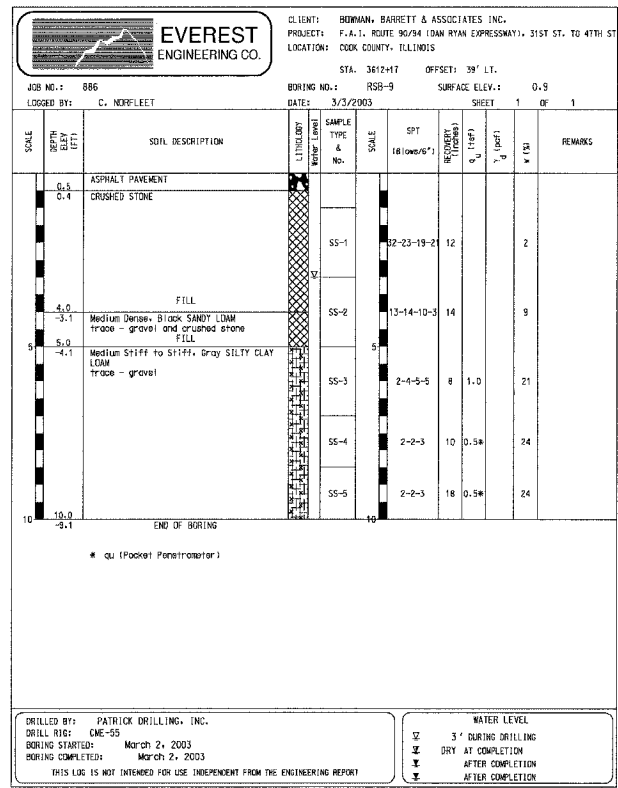 EVEREST
ENGINEERING CO.
CLIENT: BOWMAN, BARRETT & ASSOCIATES INC.
PROJECT: F.A.I. ROUTE 90/94 (DAN RYAN EXPRESSWAY), 31ST ST. TO 47TH ST
LOCATION: COOK COUNTY, ILLINOIS
STA. 3612+17 OFFSET: 39' LT.
JOB NO.: 886 BORING NO.: RSB-9 SURFACE ELEV.: 0.9
LOGGED BY: C. NORFLEET DATE: 3/3/2003 SHEET 1 OF 1
SCALE DEPTH ELEV (FT) SOIL DESCRIPTION LITHOLOGY Water Level SAMPLE TYPE & No. SCALE SPT (Blows/6") RECOVERY (Inches) qu (tsf) γd (pcf) w (%) REMARKS
ASPHALT PAVEMENT
0.5
0.4 CRUSHED STONE
SS-1 32-23-19-21 12 2
FILL
4.0 SS-2 13-14-10-3 14 9
-3.1 Medium Dense, Black SANDY LOAM
trace - gravel and crushed stone
FILL
5 5.0 5
-4.1 Medium Stiff to Stiff, Gray SILTY CLAY
LOAM
trace - gravel
SS-3 2-4-5-5 8 1.0 21
SS-4 2-2-3 10 0.5* 24
SS-5 2-2-3 18 0.5* 24
10 10.0 10
-9.1 END OF BORING
* qu (Pocket Penetrometer)
DRILLED BY: PATRICK DRILLING, INC.
DRILL RIG: CME-55
BORING STARTED: March 2, 2003
BORING COMPLETED: March 2, 2003
THIS LOG IS NOT INTENDED FOR USE INDEPENDENT FROM THE ENGINEERING REPORT
WATER LEVEL
3' DURING DRILLING
DRY AT COMPLETION
AFTER COMPLETION
AFTER COMPLETION